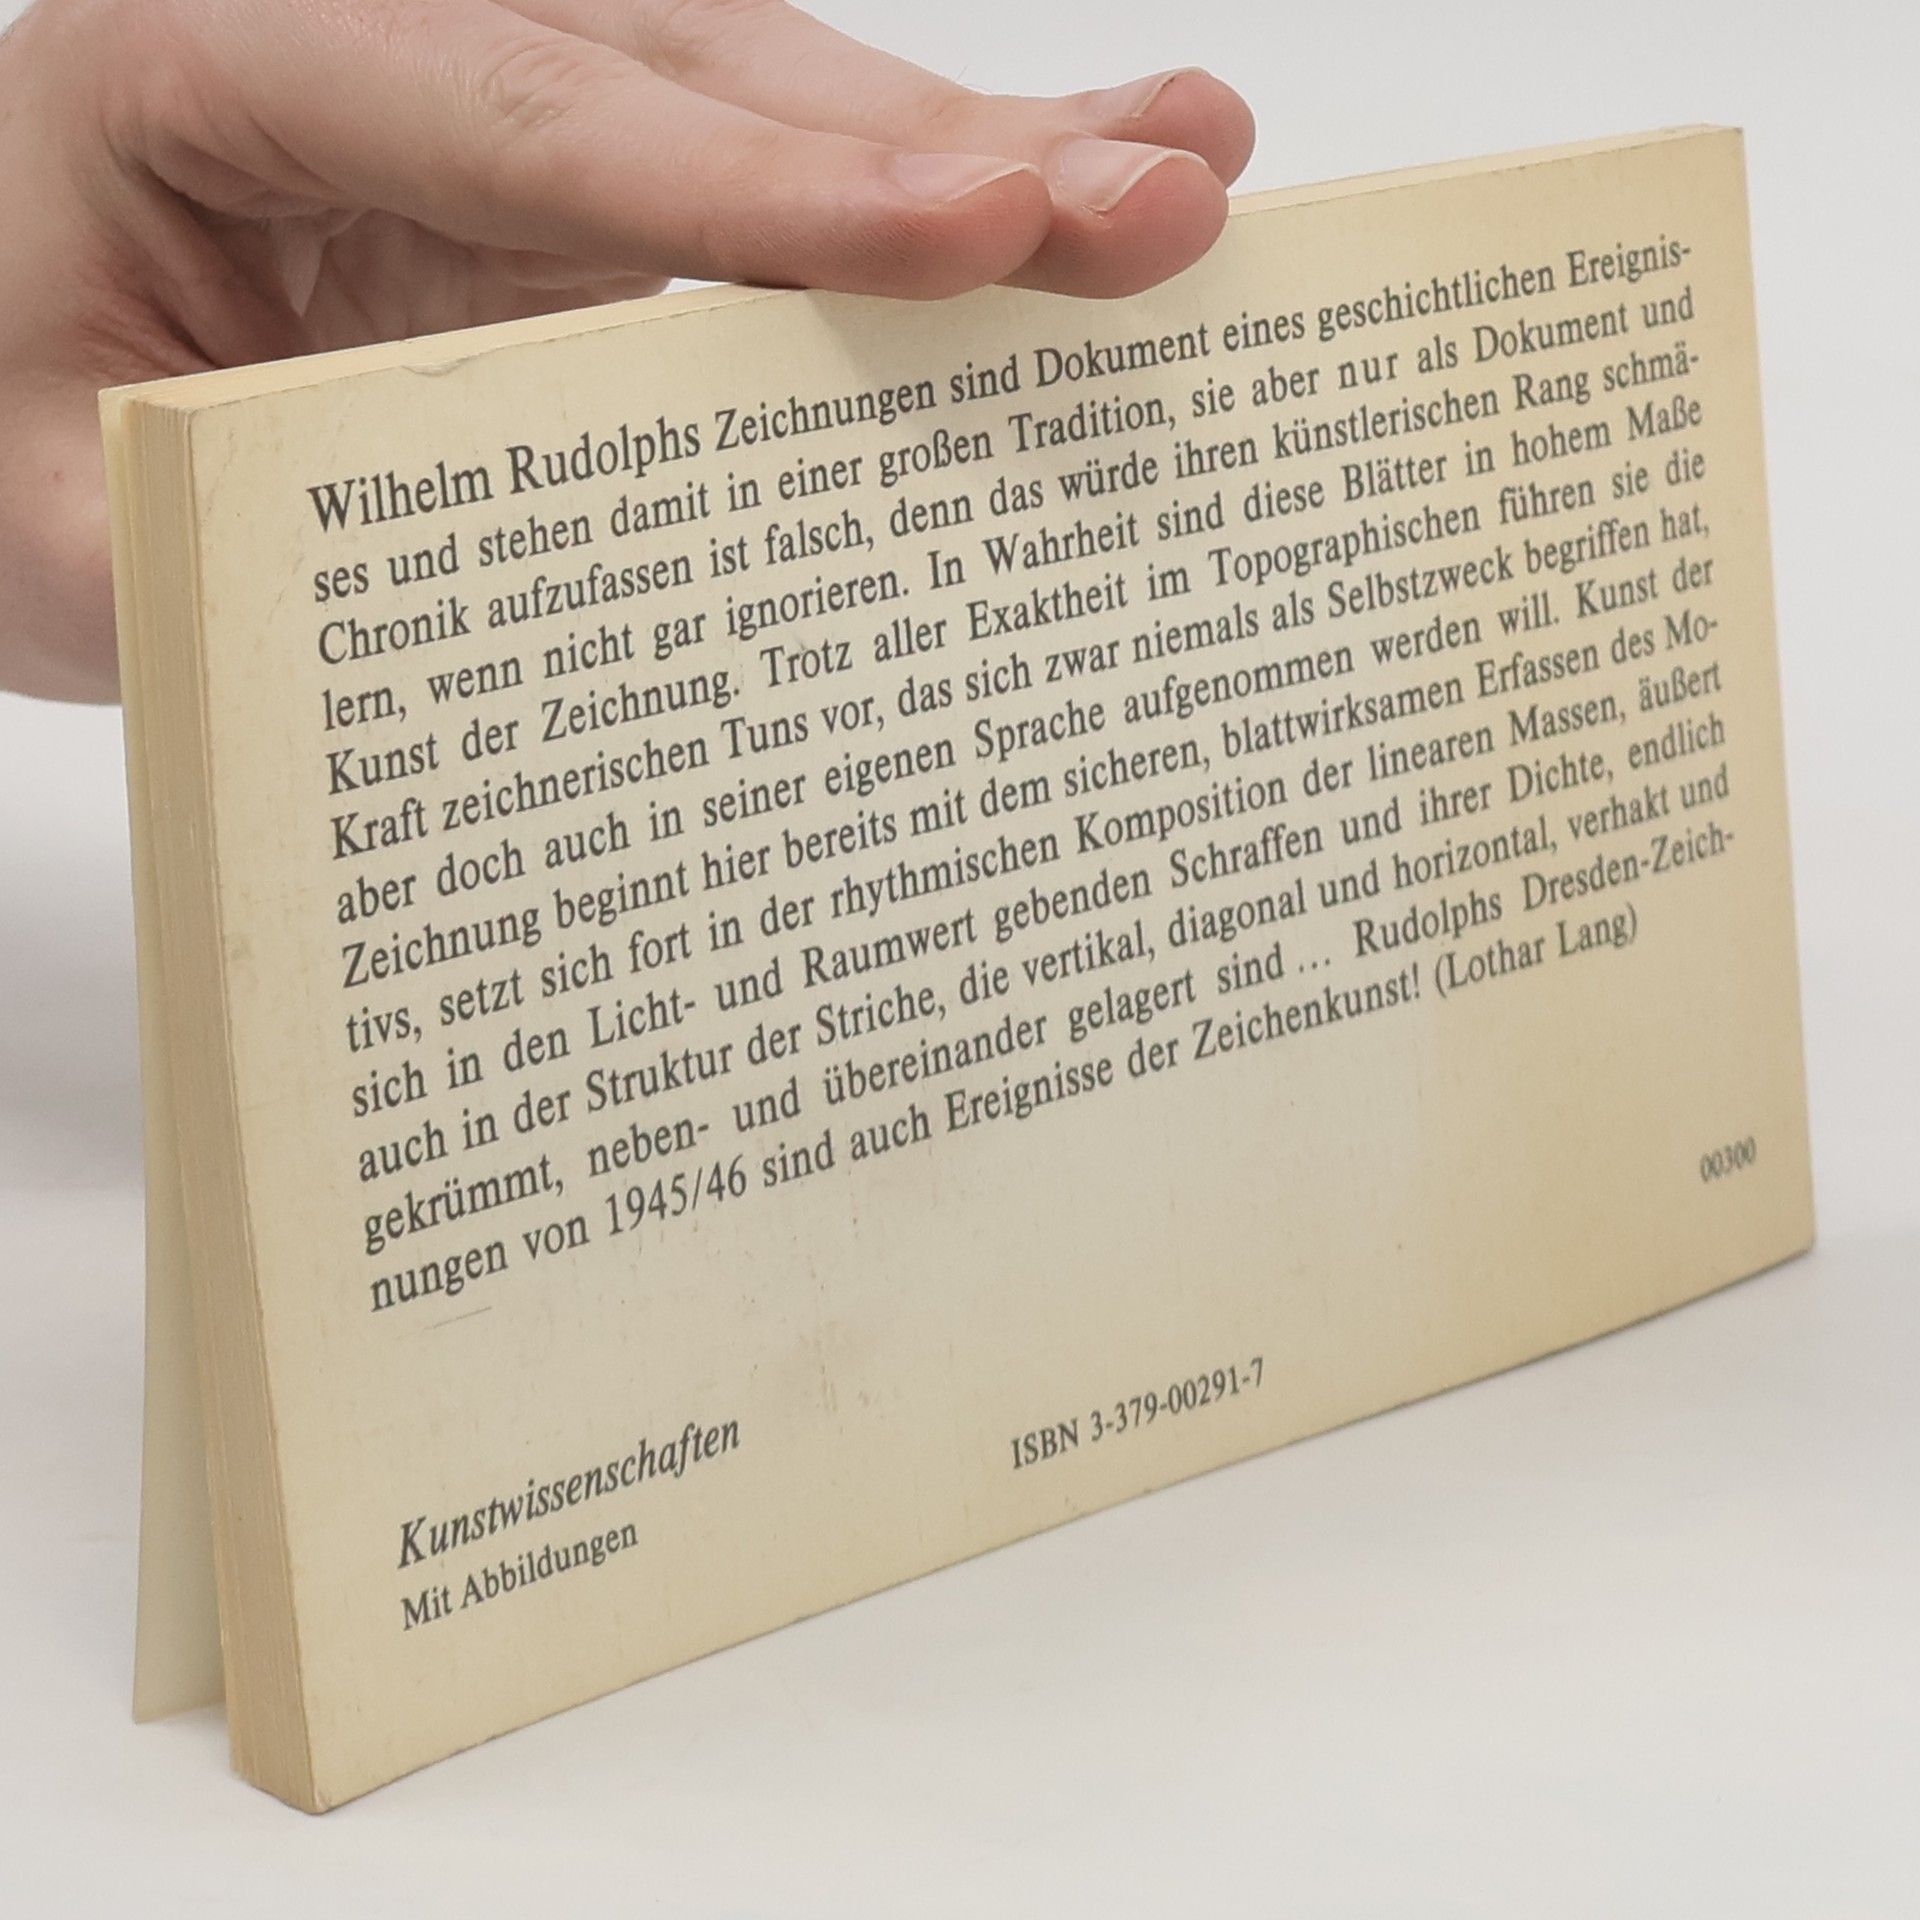 Wilhelm Rudolphs Zeichnungen sind Dokument eines geschichtlichen Ereignis-
ses und stehen damit in einer großen Tradition, sie aber nur als Dokument und
Chronik aufzufassen ist falsch, denn das würde ihren künstlerischen Rang schmä-
lern, wenn nicht gar ignorieren. In Wahrheit sind diese Blätter in hohem Maße
Kunst der Zeichnung. Trotz aller Exaktheit im Topographischen führen sie die
Kraft zeichnerischen Tuns vor, das sich zwar niemals als Selbstzweck begriffen hat,
aber doch auch in seiner eigenen Sprache aufgenommen werden will. Kunst der
Zeichnung beginnt hier bereits mit dem sicheren, blattwirksamen Erfassen des Mo-
tivs, setzt sich fort in der rhythmischen Komposition der linearen Massen, äußert
sich in den Licht- und Raumwert gebenden Schraffen und ihrer Dichte, endlich
auch in der Struktur der Striche, die vertikal, diagonal und horizontal, verhakt und
gekrümmt, neben- und übereinander gelagert sind ... Rudolphs Dresden-Zeich-
nungen von 1945/46 sind auch Ereignisse der Zeichenkunst! (Lothar Lang)
00300
Kunstwissenschaften
Mit Abbildungen
ISBN 3-379-00291-7